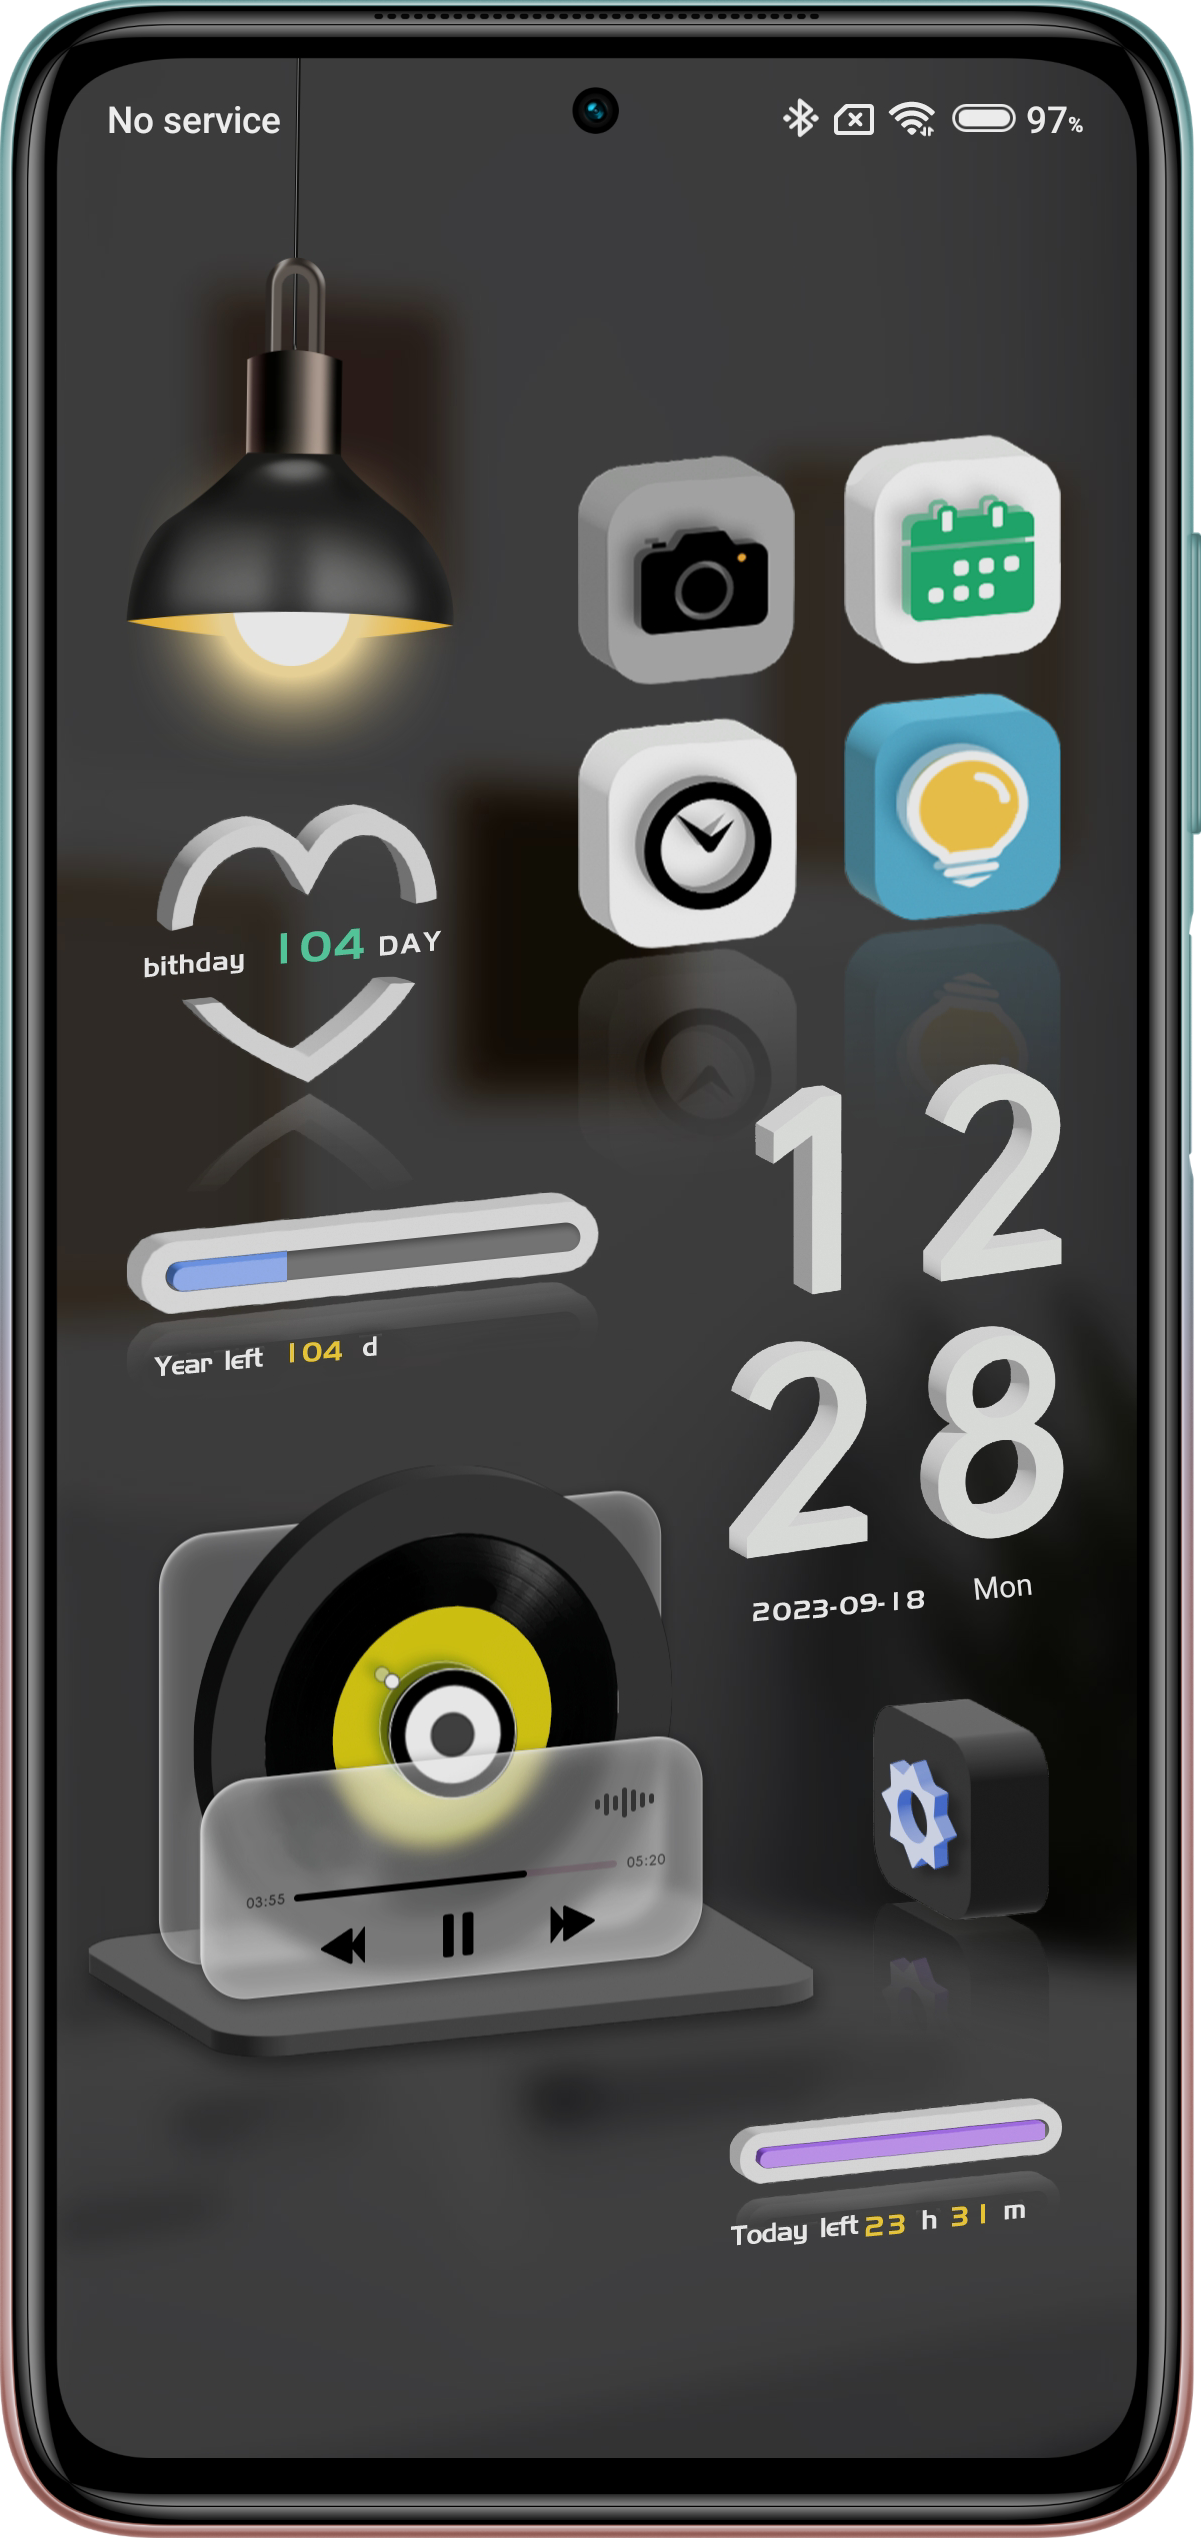 No service
97%
bithday 104 DAY
12
28
Year left 104 d
2023-09-18 Mon
05:20
03:55
Today left 23 h 31 m